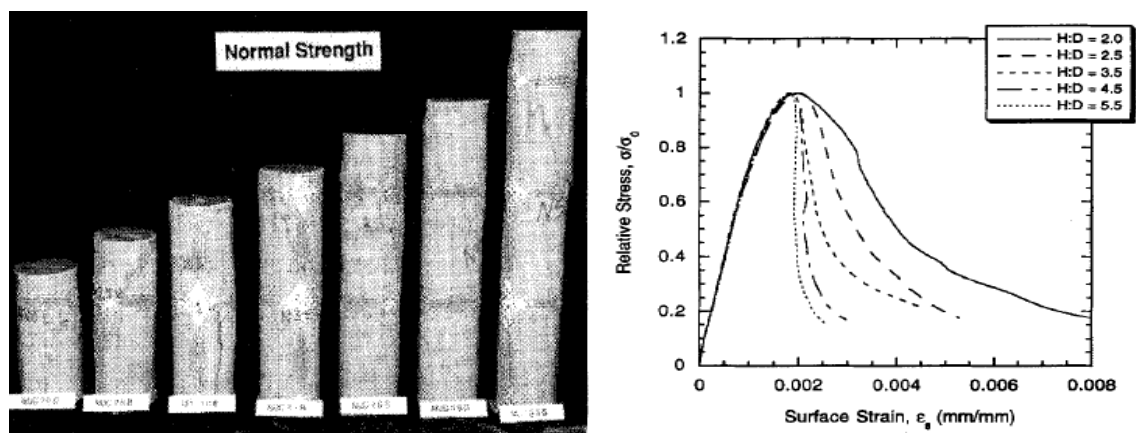 Normal Strength
H:D = 2.0
H:D = 2.5
H:D = 3.5
H:D = 4.5
H:D = 5.5
1.2
1
0.8
0.6
0.4
0.2
0
Relative Stress, σ/σ₀
0 0.002 0.004 0.006 0.008
Surface Strain, εₛ (mm/mm)